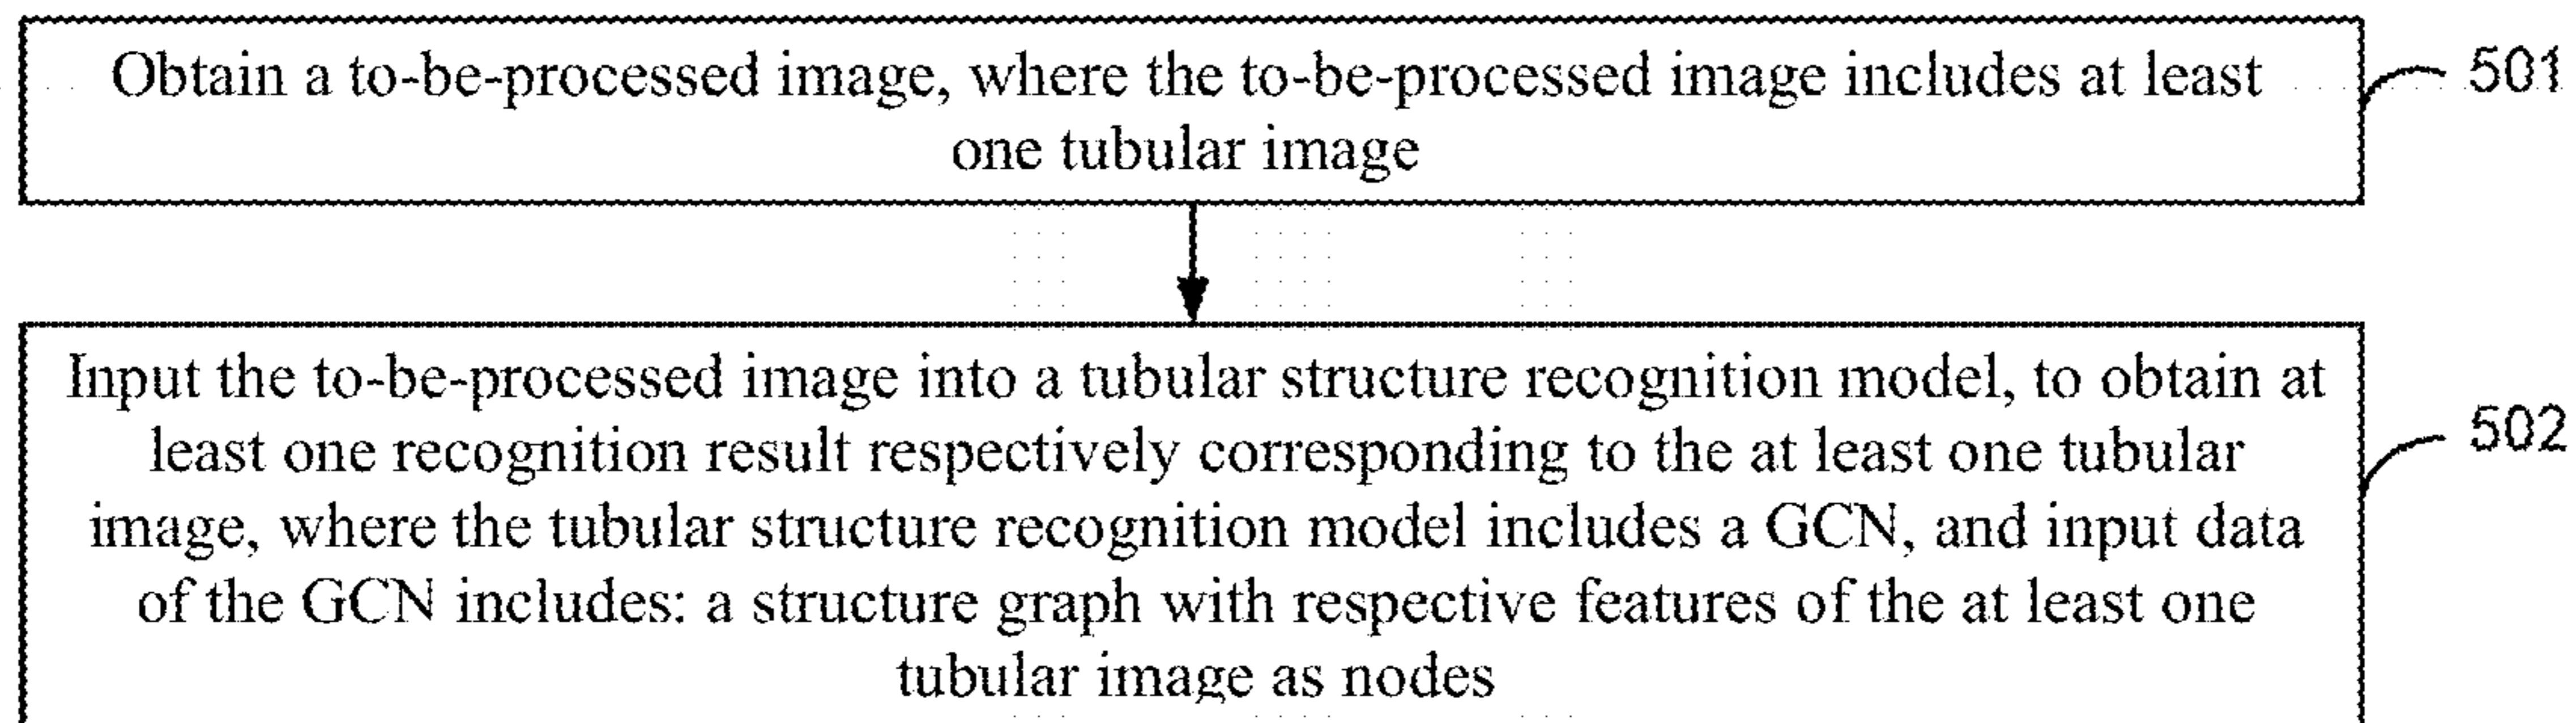 Obtain a to-be-processed image, where the to-be-processed image includes at least
one tubular image
501
Input the to-be-processed image into a tubular structure recognition model, to obtain at
least one recognition result respectively corresponding to the at least one tubular
image, where the tubular structure recognition model includes a GCN, and input data
of the GCN includes: a structure graph with respective features of the at least one
tubular image as nodes
502